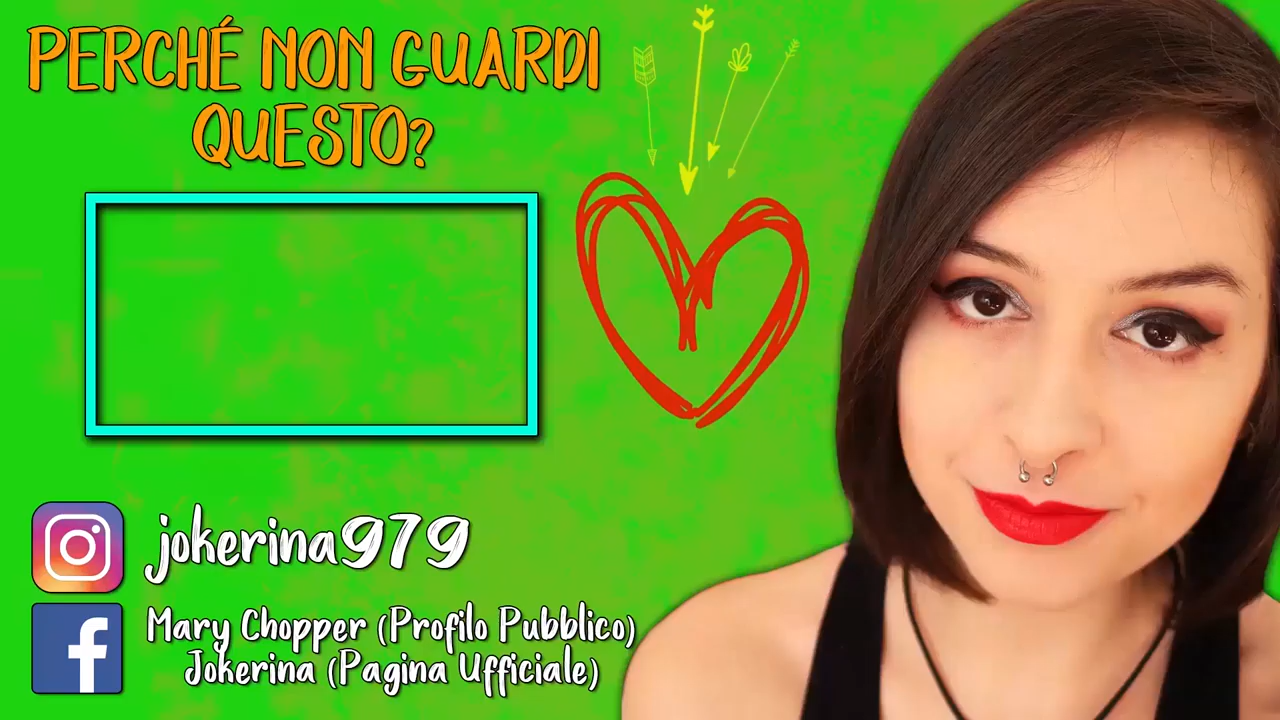 PERCHÉ NON GUARDI
QUESTO?
jokerina979
Mary Chopper (Profilo Pubblico)
Jokerina (Pagina Ufficiale)